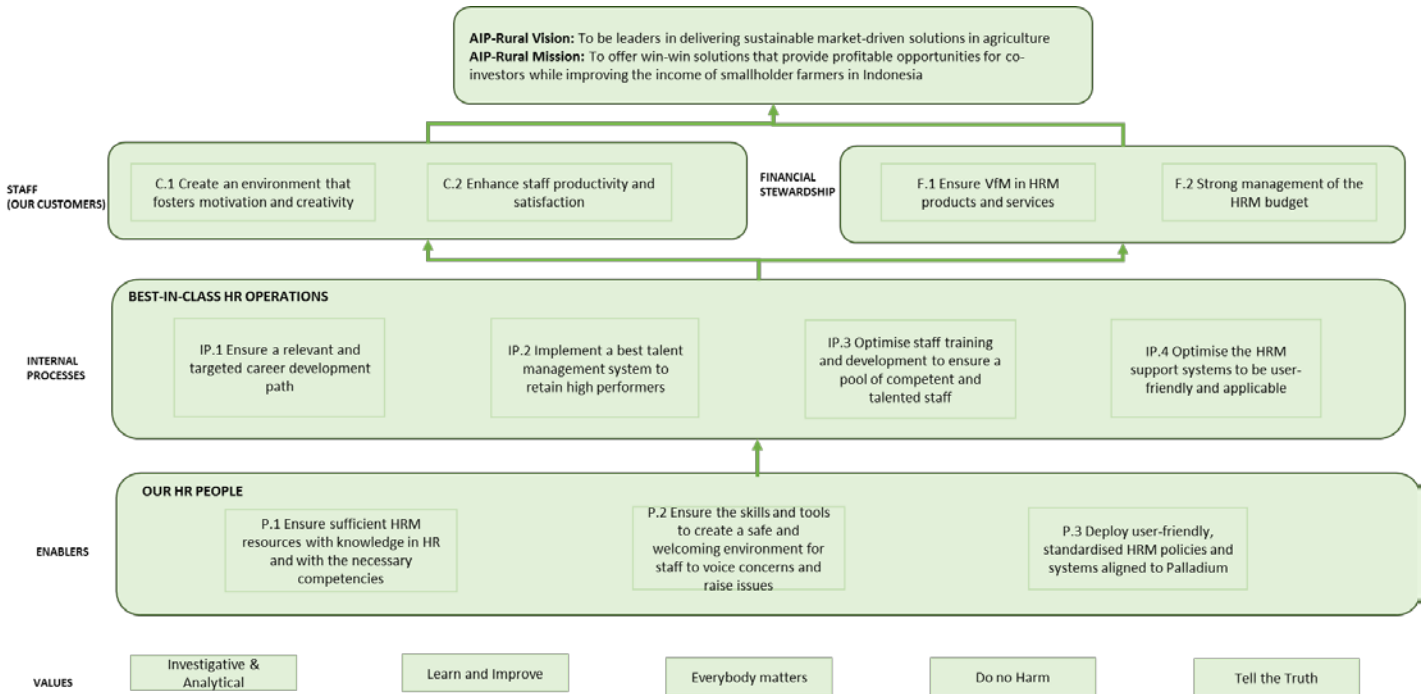 AIP-Rural Vision: To be leaders in delivering sustainable market-driven solutions in agriculture
AIP-Rural Mission: To offer win-win solutions that provide profitable opportunities for co-
investors while improving the income of smallholder farmers in Indonesia
STAFF
(OUR CUSTOMERS)
C.1 Create an environment that
fosters motivation and creativity
C.2 Enhance staff productivity and
satisfaction
FINANCIAL
STEWARDSHIP
F.1 Ensure VfM in HRM
products and services
F.2 Strong management of the
HRM budget
BEST-IN-CLASS HR OPERATIONS
INTERNAL
PROCESSES
IP.1 Ensure a relevant and
targeted career development
path
IP.2 Implement a best talent
management system to
retain high performers
IP.3 Optimise staff training
and development to ensure a
pool of competent and
talented staff
IP.4 Optimise the HRM
support systems to be user-
friendly and applicable
OUR HR PEOPLE
ENABLERS
P.1 Ensure sufficient HRM
resources with knowledge in HR
and with the necessary
competencies
P.2 Ensure the skills and tools
to create a safe and
welcoming environment for
staff to voice concerns and
raise issues
P.3 Deploy user-friendly,
standardised HRM policies and
systems aligned to Palladium
VALUES
Investigative &
Analytical
Learn and Improve
Everybody matters
Do no Harm
Tell the Truth